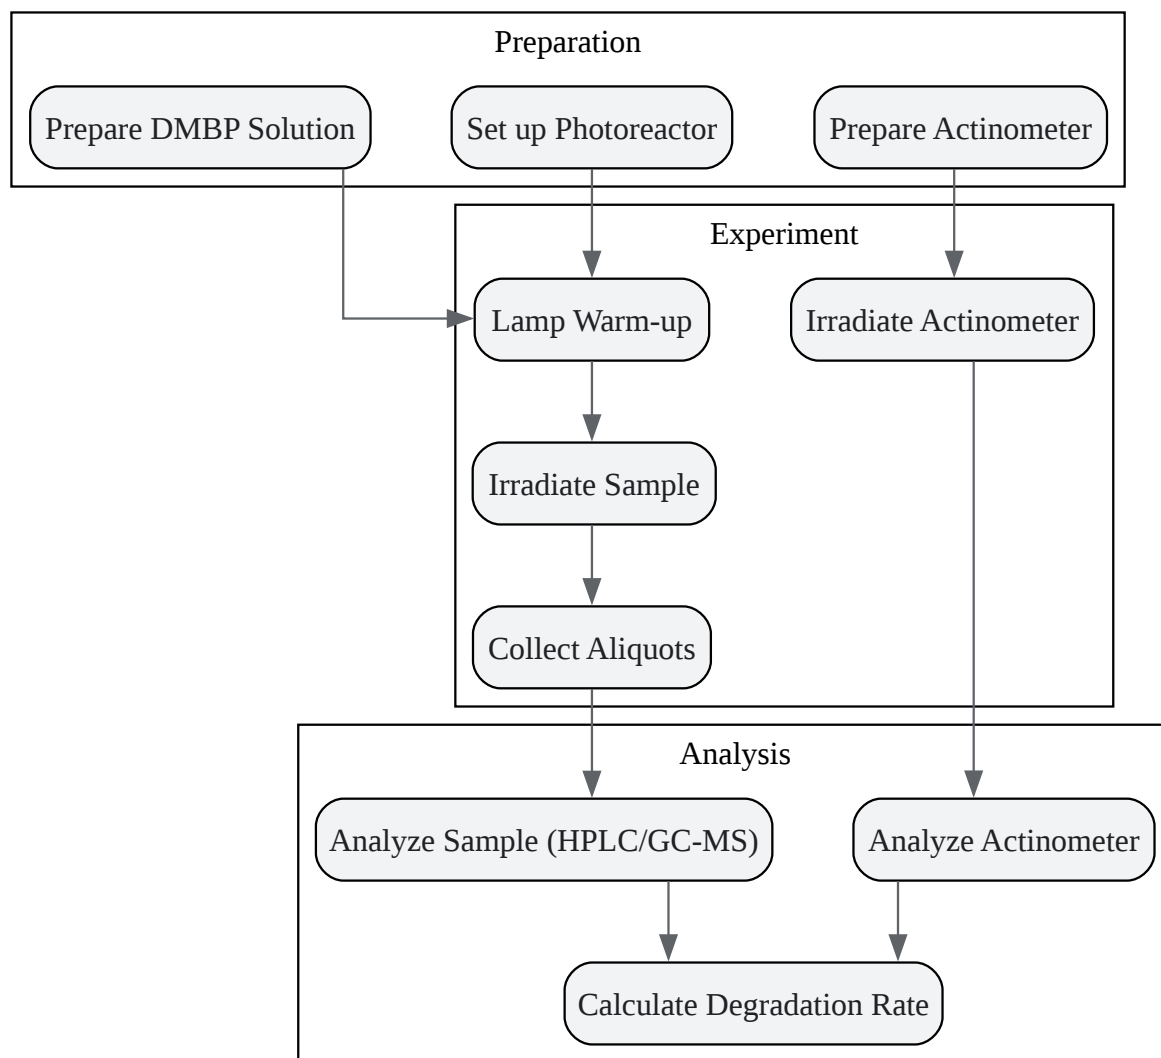 Preparation
Prepare DMBP Solution
Set up Photoreactor
Prepare Actinometer
Experiment
Lamp Warm-up
Irradiate Actinometer
Irradiate Sample
Collect Aliquots
Analysis
Analyze Sample (HPLC/GC-MS)
Analyze Actinometer
Calculate Degradation Rate